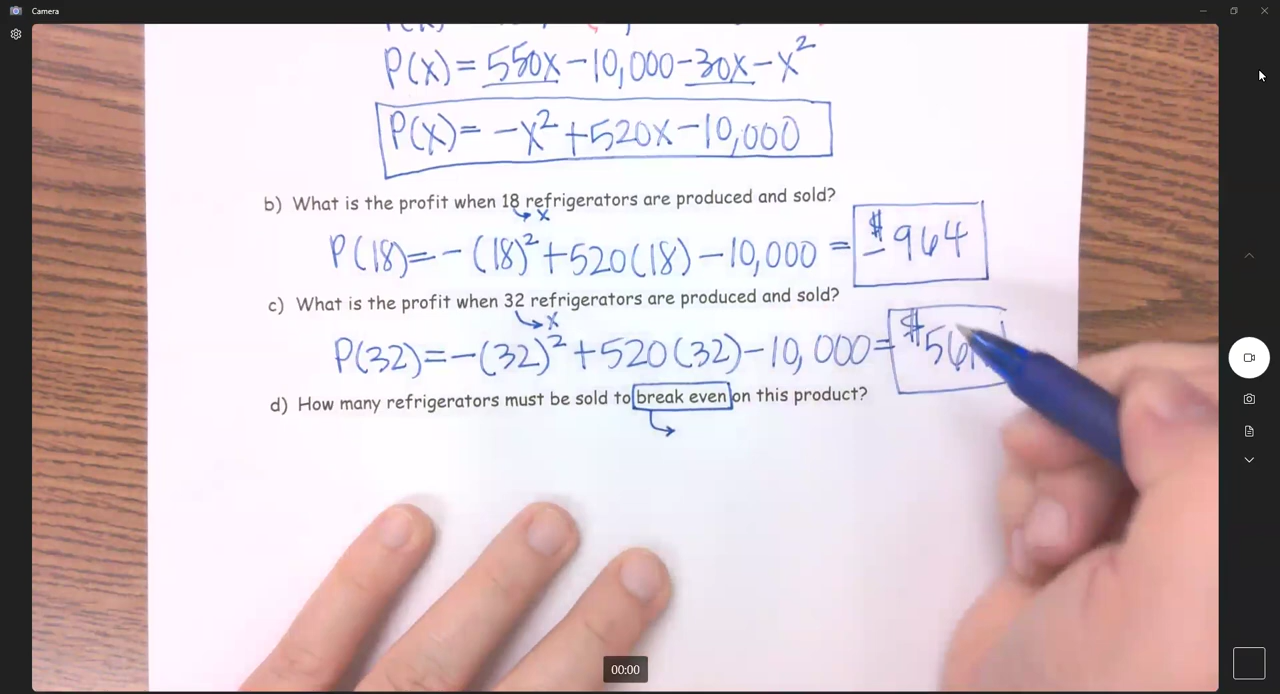 Camera
P(x) = 550x - 10,000 - 30x - x²
P(x) = -x² + 520x - 10,000
b) What is the profit when 18 refrigerators are produced and sold?
x
P(18) = -(18)² + 520(18) - 10,000 = $-964
c) What is the profit when 32 refrigerators are produced and sold?
x
P(32) = -(32)² + 520(32) - 10,000 =
d) How many refrigerators must be sold to break even on this product?
00:00